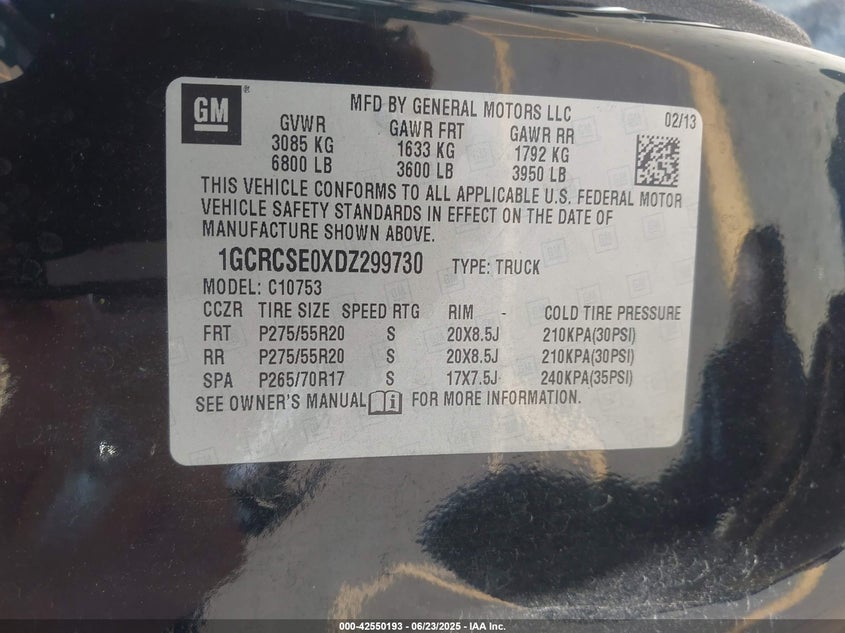 GM®
MFD BY GENERAL MOTORS LLC
02/13
GVWR GAWR FRT GAWR RR
3085 KG 1633 KG 1792 KG
6800 LB 3600 LB 3950 LB
THIS VEHICLE CONFORMS TO ALL APPLICABLE U.S. FEDERAL MOTOR
VEHICLE SAFETY STANDARDS IN EFFECT ON THE DATE OF
MANUFACTURE SHOWN ABOVE.
1GCRCSE0XDZ299730 TYPE: TRUCK
MODEL: C10753
CCZR TIRE SIZE SPEED RTG RIM - COLD TIRE PRESSURE
FRT P275/55R20 S 20X8.5J 210KPA(30PSI)
RR P275/55R20 S 20X8.5J 210KPA(30PSI)
SPA P265/70R17 S 17X7.5J 240KPA(35PSI)
SEE OWNER'S MANUAL i FOR MORE INFORMATION.
000-42550193 - 06/23/2025 - IAA Inc.